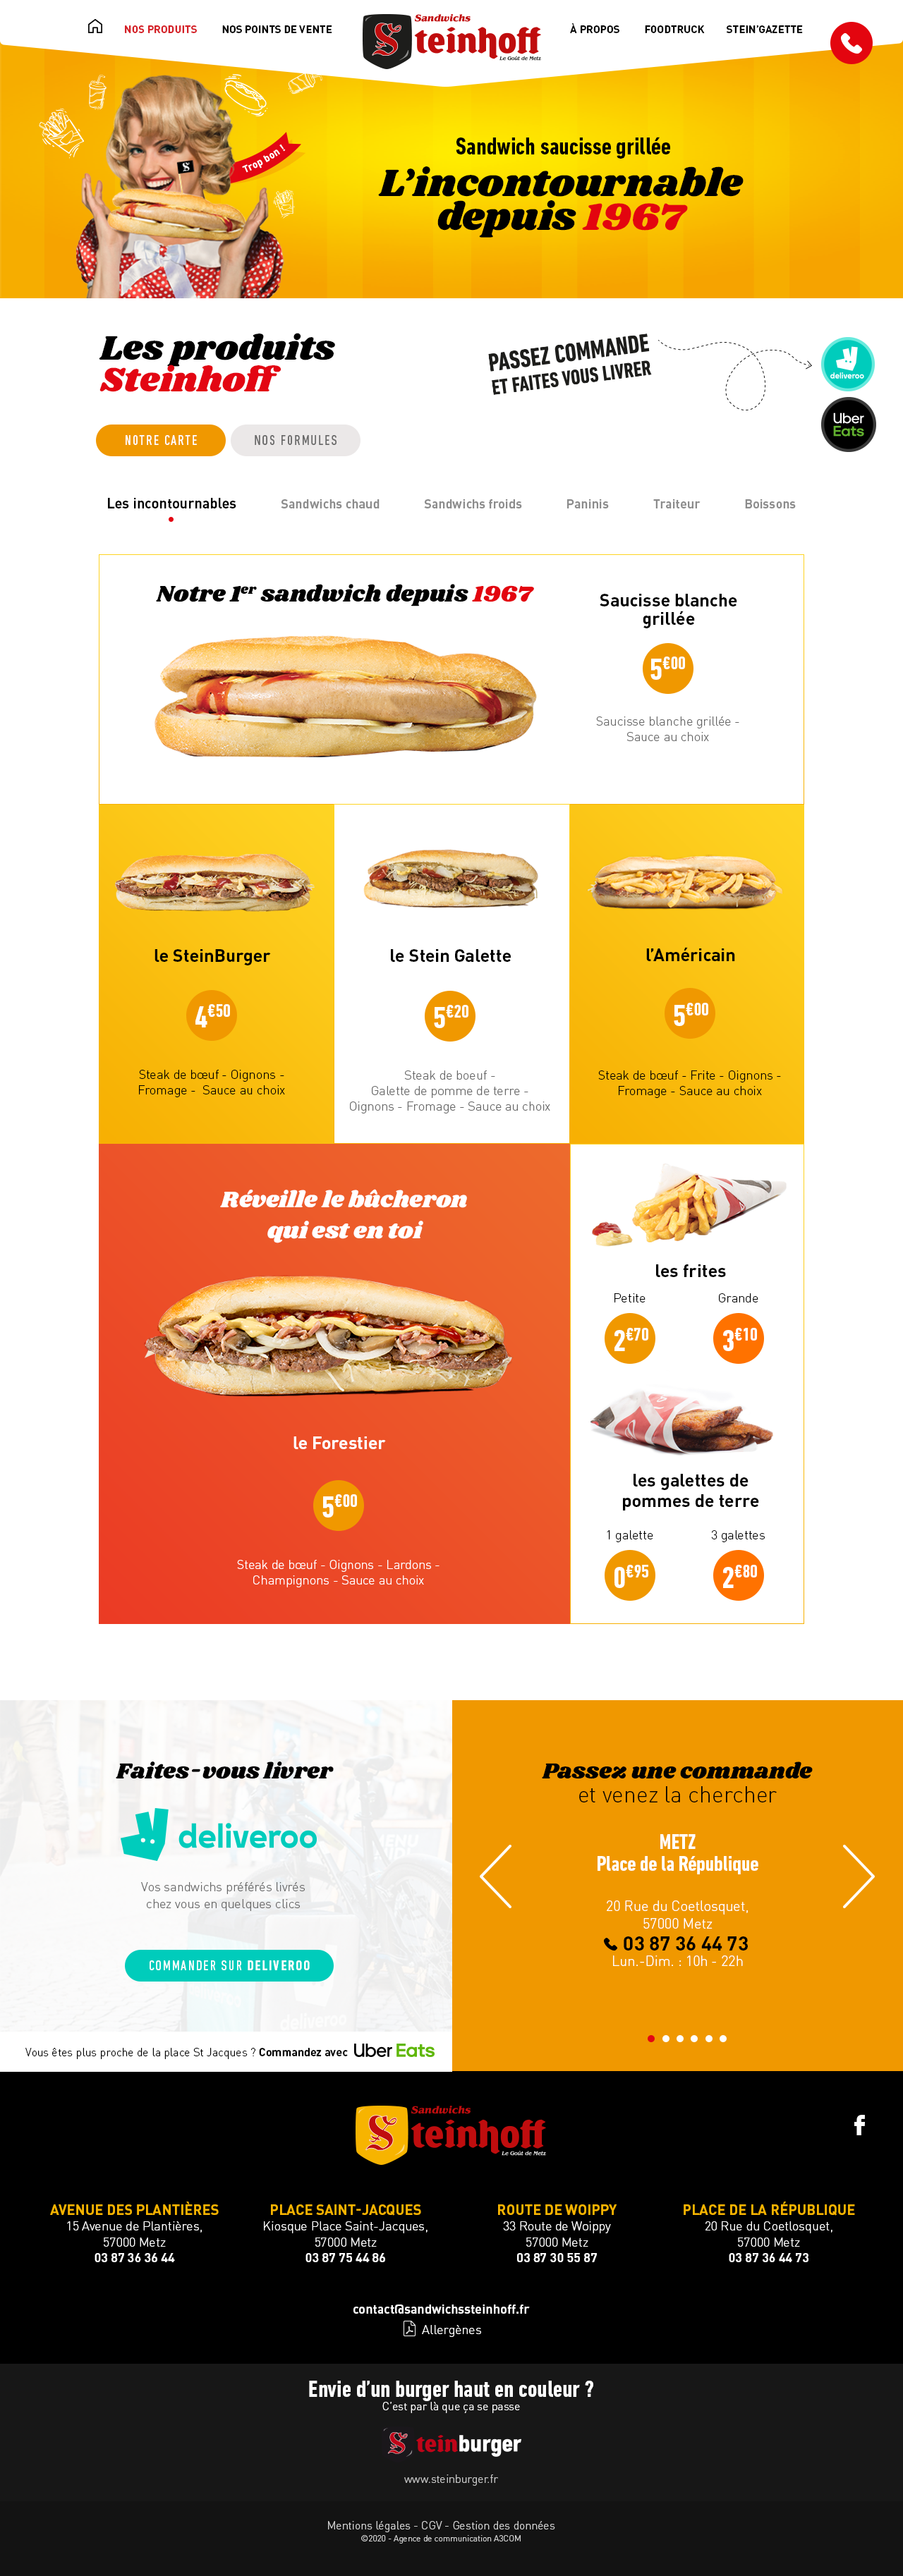 NOS PRODUITS
NOS POINTS DE VENTE
Sandwichs
Steinhoff
Le Goût de Metz
À PROPOS
FOODTRUCK
STEIN'GAZETTE
S
Trop bon !
Sandwich saucisse grillée
L'incontournable
depuis 1967
Les produits
Steinhoff
PASSEZ COMMANDE
ET FAITES VOUS LIVRER
deliveroo
Uber
Eats
NOTRE CARTE
NOS FORMULES
Les incontournables
Sandwichs chaud
Sandwichs froids
Paninis
Traiteur
Boissons
Notre 1er sandwich depuis 1967
Saucisse blanche
grillée
5€00
Saucisse blanche grillée -
Sauce au choix
le SteinBurger
4€50
Steak de bœuf - Oignons -
Fromage - Sauce au choix
le Stein Galette
5€20
Steak de boeuf -
Galette de pomme de terre -
Oignons - Fromage - Sauce au choix
l'Américain
5€00
Steak de bœuf - Frite - Oignons -
Fromage - Sauce au choix
Réveille le bûcheron
qui est en toi
le Forestier
5€00
Steak de bœuf - Oignons - Lardons -
Champignons - Sauce au choix
les frites
Petite
Grande
2€70
3€10
les galettes de
pommes de terre
1 galette
3 galettes
0€95
2€80
Faites-vous livrer
deliveroo
MENU
Vos sandwichs préférés livrés
chez vous en quelques clics
COMMANDER SUR DELIVEROO
deliveroo
Vous êtes plus proche de la place St Jacques ? Commandez avec Uber Eats
Passez une commande
et venez la chercher
METZ
Place de la République
20 Rue du Coetlosquet,
57000 Metz
03 87 36 44 73
Lun.-Dim. : 10h - 22h
Sandwichs
Steinhoff
Le Goût de Metz
f
AVENUE DES PLANTIÈRES
15 Avenue de Plantières,
57000 Metz
03 87 36 36 44
PLACE SAINT-JACQUES
Kiosque Place Saint-Jacques,
57000 Metz
03 87 75 44 86
ROUTE DE WOIPPY
33 Route de Woippy
57000 Metz
03 87 30 55 87
PLACE DE LA RÉPUBLIQUE
20 Rue du Coetlosquet,
57000 Metz
03 87 36 44 73
contact@sandwichssteinhoff.fr
Allergènes
Envie d'un burger haut en couleur ?
C'est par là que ça se passe
Steinburger
www.steinburger.fr
Mentions légales - CGV - Gestion des données
©2020 - Agence de communication A3COM